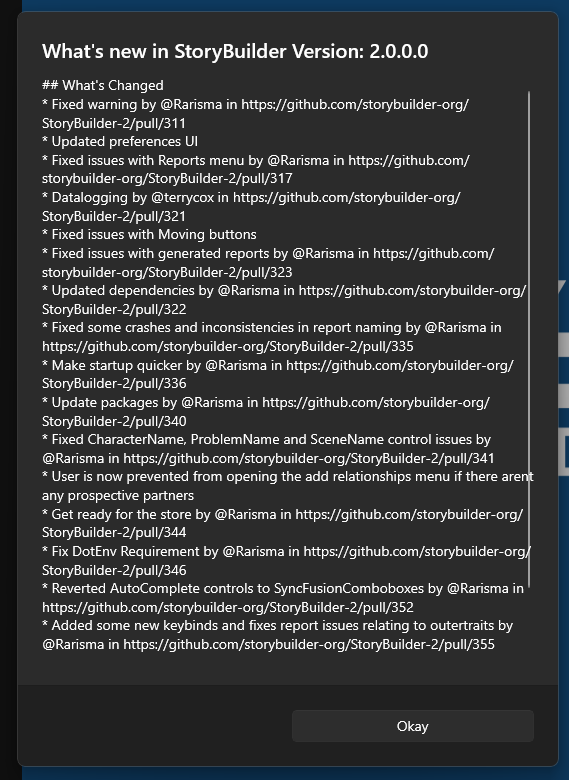 What's new in StoryBuilder Version: 2.0.0.0
## What's Changed
* Fixed warning by @Rarisma in https://github.com/storybuilder-org/
StoryBuilder-2/pull/311
* Updated preferences UI
* Fixed issues with Reports menu by @Rarisma in https://github.com/
storybuilder-org/StoryBuilder-2/pull/317
* Datalogging by @terrycox in https://github.com/storybuilder-org/
StoryBuilder-2/pull/321
* Fixed issues with Moving buttons
* Fixed issues with generated reports by @Rarisma in https://github.com/
storybuilder-org/StoryBuilder-2/pull/323
* Updated dependencies by @Rarisma in https://github.com/storybuilder-org/
StoryBuilder-2/pull/322
* Fixed some crashes and inconsistencies in report naming by @Rarisma in
https://github.com/storybuilder-org/StoryBuilder-2/pull/335
* Make startup quicker by @Rarisma in https://github.com/storybuilder-org/
StoryBuilder-2/pull/336
* Update packages by @Rarisma in https://github.com/storybuilder-org/
StoryBuilder-2/pull/340
* Fixed CharacterName, ProblemName and SceneName control issues by
@Rarisma in https://github.com/storybuilder-org/StoryBuilder-2/pull/341
* User is now prevented from opening the add relationships menu if there arent
any prospective partners
* Get ready for the store by @Rarisma in https://github.com/storybuilder-org/
StoryBuilder-2/pull/344
* Fix DotEnv Requirement by @Rarisma in https://github.com/storybuilder-org/
StoryBuilder-2/pull/346
* Reverted AutoComplete controls to SyncFusionComboboxes by @Rarisma in
https://github.com/storybuilder-org/StoryBuilder-2/pull/352
* Added some new keybinds and fixes report issues relating to outertraits by
@Rarisma in https://github.com/storybuilder-org/StoryBuilder-2/pull/355
Okay